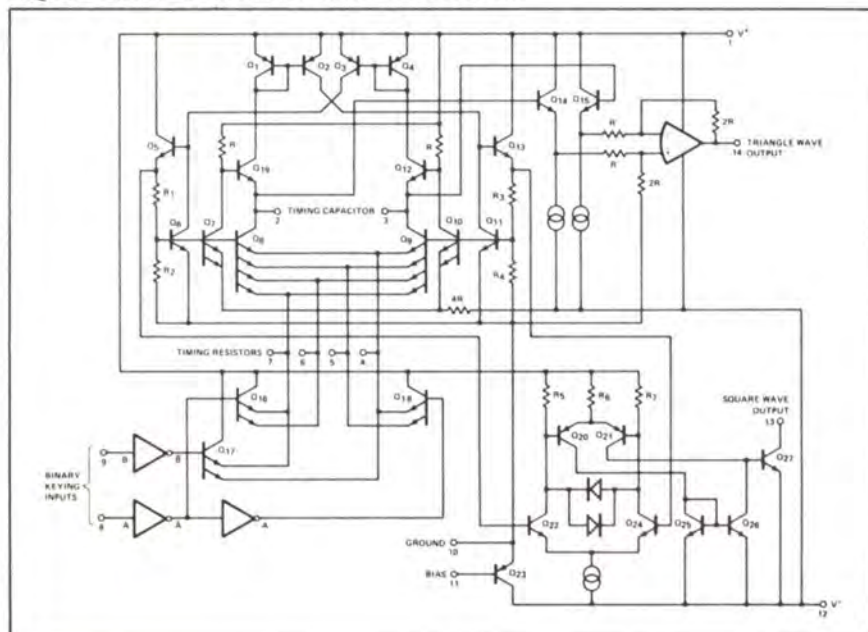 V+
1
Q1
Q2
Q3
Q4
Q14
Q15
Q5
R
Q19
Q12
R
Q13
R
R
2R
14 TRIANGLE WAVE OUTPUT
2R
R1
TIMING CAPACITOR
2
3
R3
Q6
Q7
Q8
Q9
Q10
Q11
R2
R4
4R
TIMING RESISTORS
7
6
5
4
Q16
Q18
R5
R6
R7
SQUARE WAVE
OUTPUT
13
Q17
Q20
Q21
Q27
BINARY
KEYING
INPUTS
9
B
B
8
A
A
A
Q22
Q24
Q25
Q26
GROUND
10
BIAS
11
Q23
V-
12